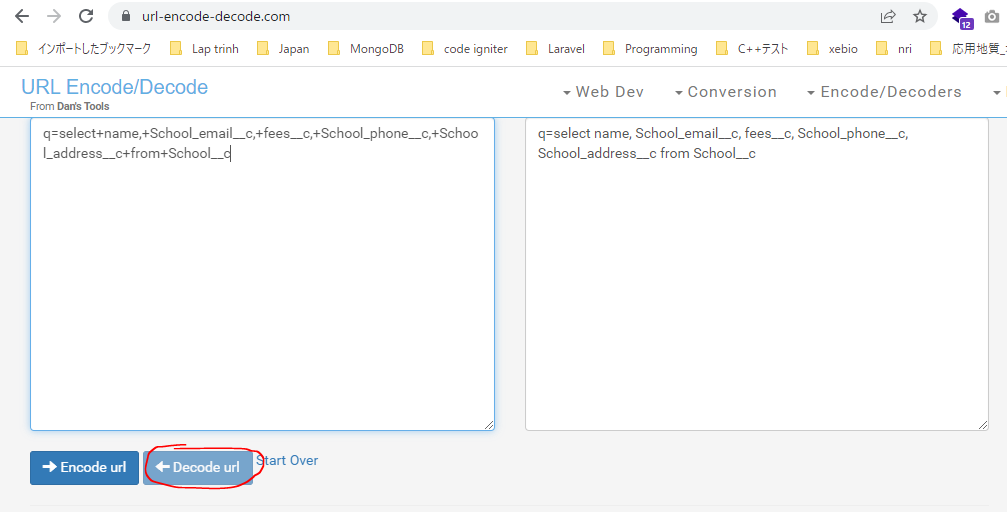 url-encode-decode.com
12
インポートしたブックマーク Lap trinh Japan MongoDB code igniter Laravel Programming C++テスト xebio nri 応用地質_
URL Encode/Decode
From Dan's Tools
Web Dev Conversion Encode/Decoders
q=select+name,+School_email__c,+fees__c,+School_phone__c,+Schoo
l_address__c+from+School__c
q=select name, School_email__c, fees__c, School_phone__c,
School_address__c from School__c
Encode url Decode url Start Over